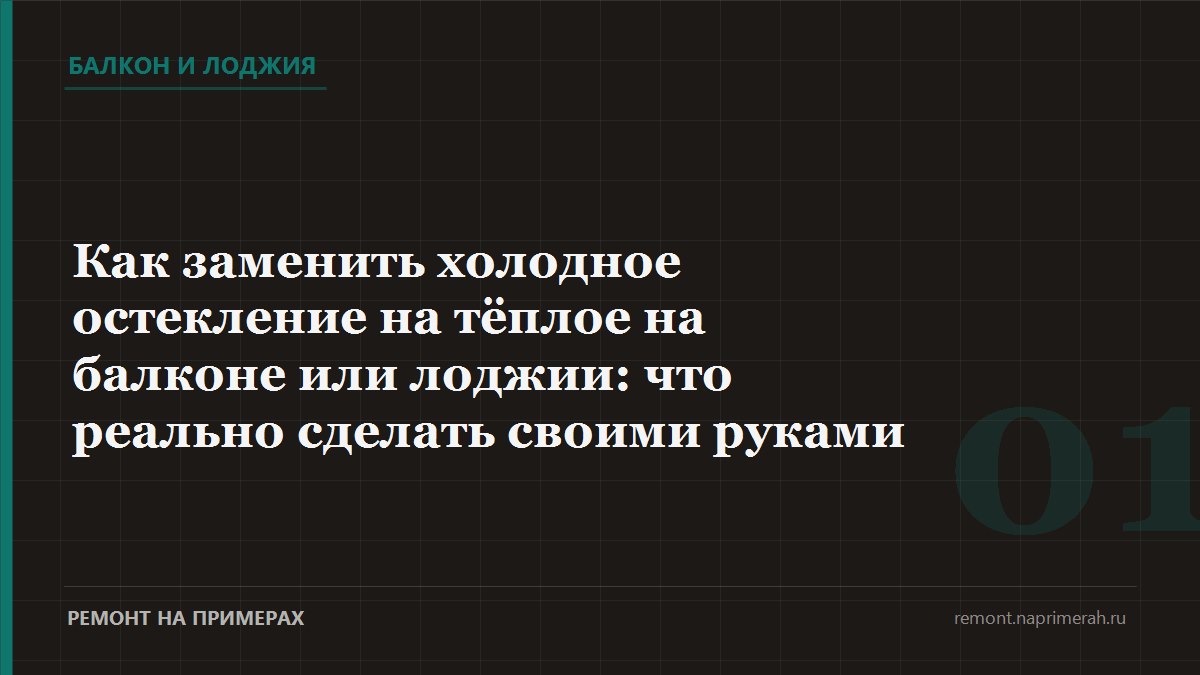 БАЛКОН И ЛОДЖИЯ
Как заменить холодное
остекление на тёплое на
балконе или лоджии: что
реально сделать своими руками
01
РЕМОНТ НА ПРИМЕРАХ
remont.naprimerah.ru